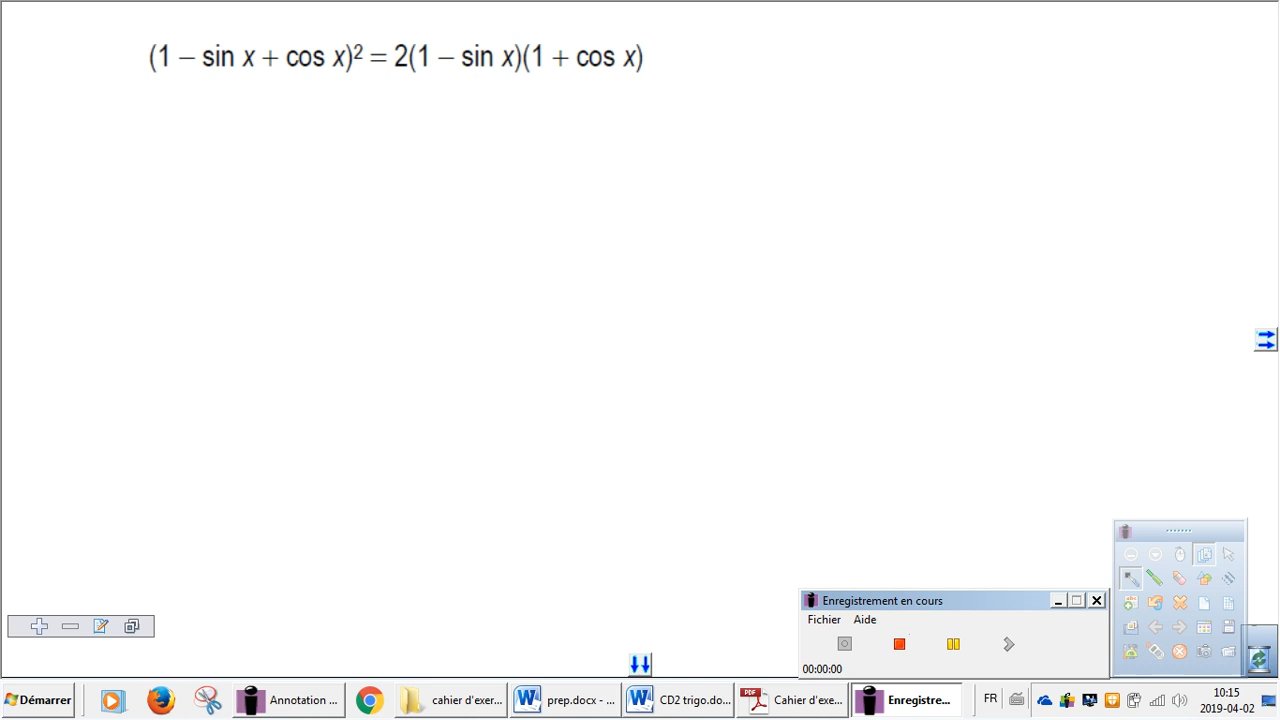 (1 – sin x + cos x)² = 2(1 – sin x)(1 + cos x)
Enregistrement en cours
Fichier Aide
00:00:00
Démarrer
Annotation ...
cahier d'exer...
prep.docx - ...
CD2 trigo.do...
Cahier d'exe...
Enregistre...
FR
10:15
2019-04-02